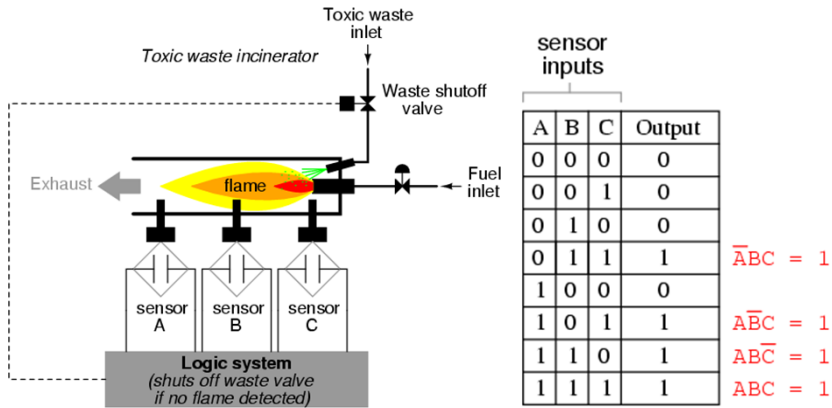 Toxic waste
inlet
Toxic waste incinerator
Waste shutoff
valve
Exhaust
flame
Fuel
inlet
sensor
A
sensor
B
sensor
C
Logic system
(shuts off waste valve
if no flame detected)
sensor
inputs
A B C Output
0 0 0 0
0 0 1 0
0 1 0 0
0 1 1 1 A̅BC = 1
1 0 0 0
1 0 1 1 AB̅C = 1
1 1 0 1 ABC̅ = 1
1 1 1 1 ABC = 1